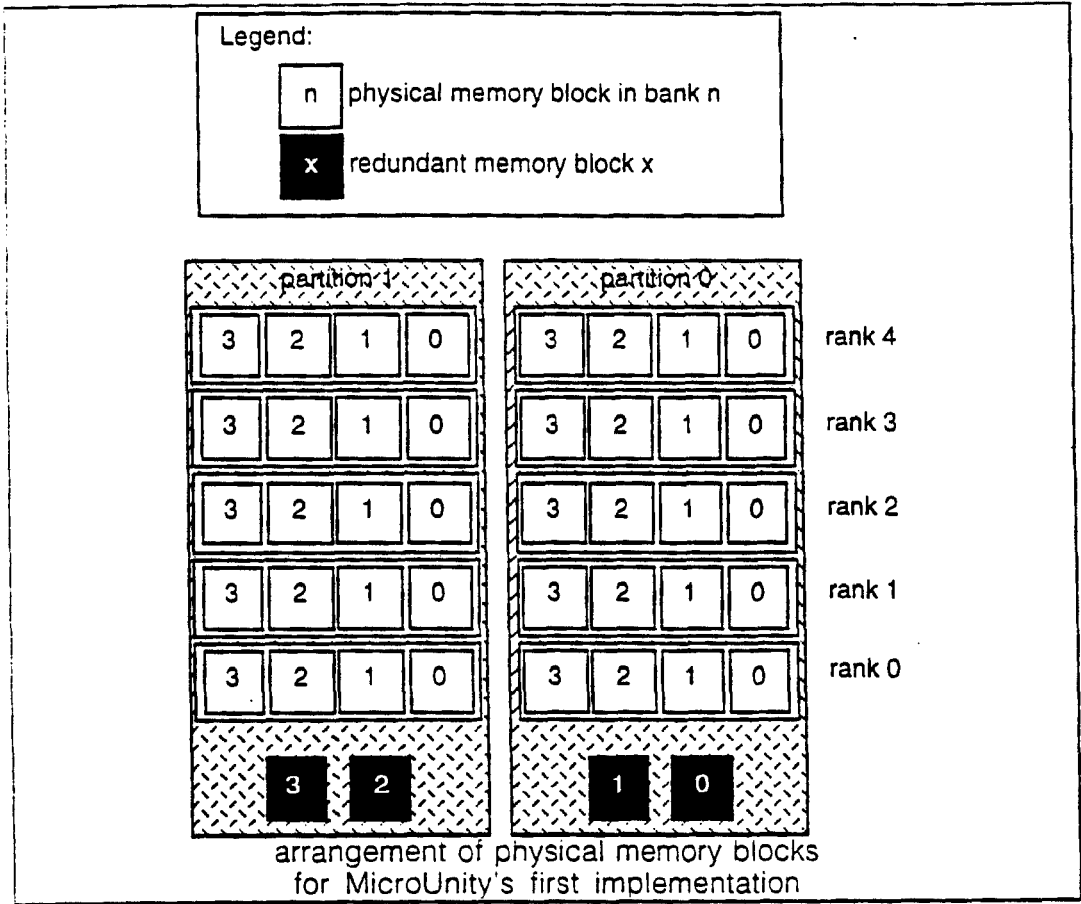 Legend:
n physical memory block in bank n
x redundant memory block x
partition 1 partition 0
3 2 1 0 3 2 1 0 rank 4
3 2 1 0 3 2 1 0 rank 3
3 2 1 0 3 2 1 0 rank 2
3 2 1 0 3 2 1 0 rank 1
3 2 1 0 3 2 1 0 rank 0
3 2 1 0
arrangement of physical memory blocks
for MicroUnity's first implementation